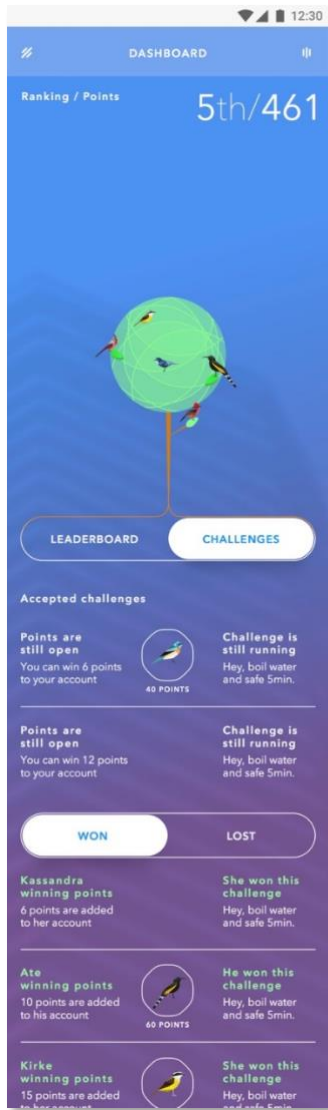 12:30
DASHBOARD
Ranking / Points
5th/461
LEADERBOARD
CHALLENGES
Accepted challenges
Points are
still open
You can win 6 points
to your account
40 POINTS
Challenge is
still running
Hey, boil water
and safe 5min.
Points are
still open
You can win 12 points
to your account
Challenge is
still running
Hey, boil water
and safe 5min.
WON
LOST
Kassandra
winning points
6 points are added
to her account
She won this
challenge
Hey, boil water
and safe 5min.
Ate
winning points
10 points are added
to his account
60 POINTS
He won this
challenge
Hey, boil water
and safe 5min.
Kirke
winning points
15 points are added
to her account
She won this
challenge
Hey, boil water
and safe 5min.